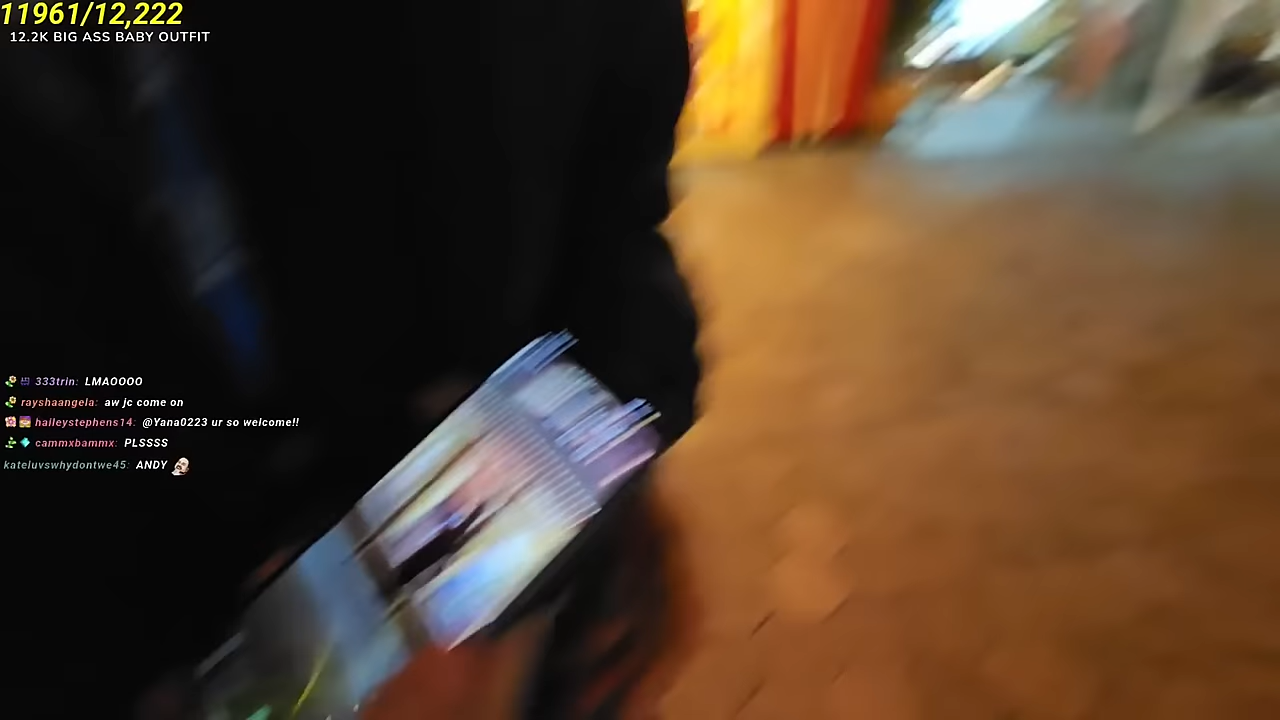 11961/12,222
12.2K BIG ASS BABY OUTFIT
333trin: LMAOOOO
rayshaangela: aw jc come on
haileystephens14: @Yana0223 ur so welcome!!
cammxbammx: PLSSSS
kateluvswhydontwe45: ANDY